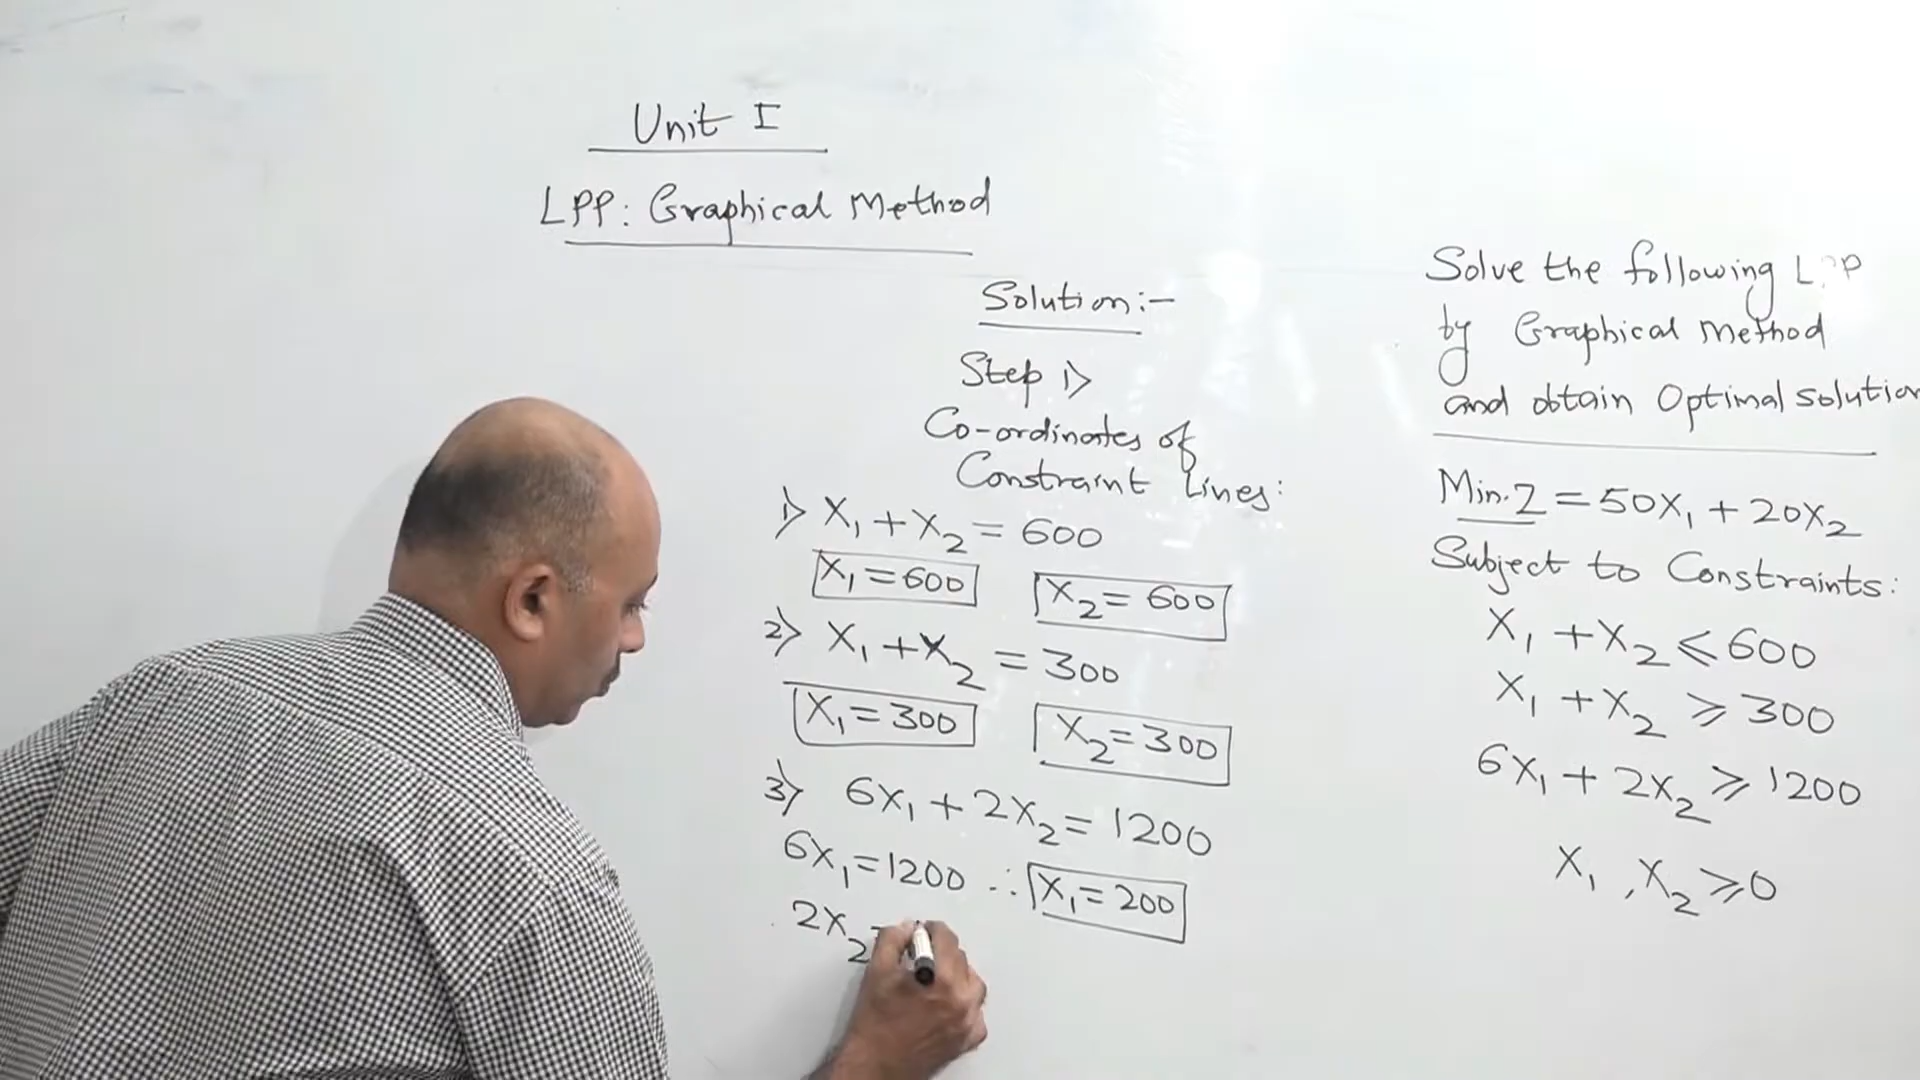 Unit I
LPP: Graphical Method
Solution:-
Step 1>
Co-ordinates of
Constraint Lines:
1> X₁ + X₂ = 600
X₁ = 600 X₂ = 600
2> X₁ + X₂ = 300
X₁ = 300 X₂ = 300
3> 6X₁ + 2X₂ = 1200
6X₁ = 1200 ∴ X₁ = 200
2X₂
Solve the following
by Graphical Method
and obtain Optimal Solution
Min. Z = 50X₁ + 20X₂
Subject to Constraints:
X₁ + X₂ ⩽ 600
X₁ + X₂ ⩾ 300
6X₁ + 2X₂ ⩾ 1200
X₁, X₂ ⩾ 0